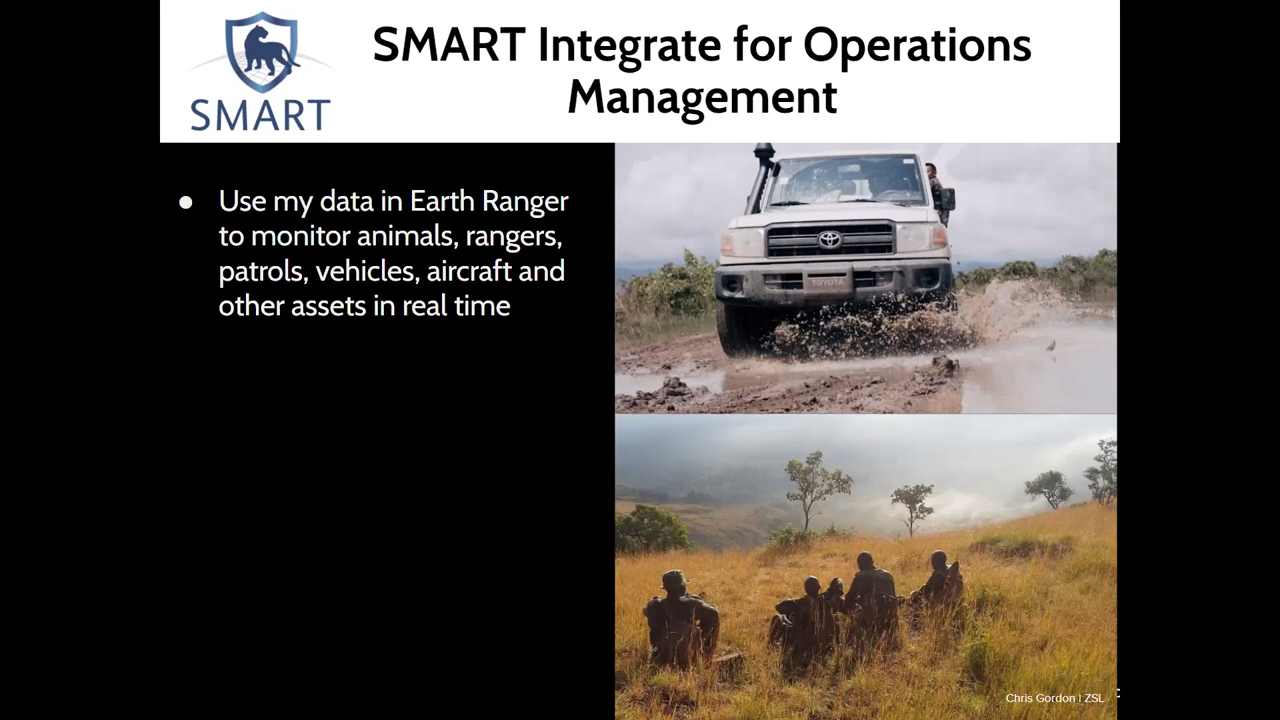 SMART Integrate for Operations
Management
SMART
● Use my data in Earth Ranger
to monitor animals, rangers,
patrols, vehicles, aircraft and
other assets in real time
TOYOTA
Chris Gordon | ZSL